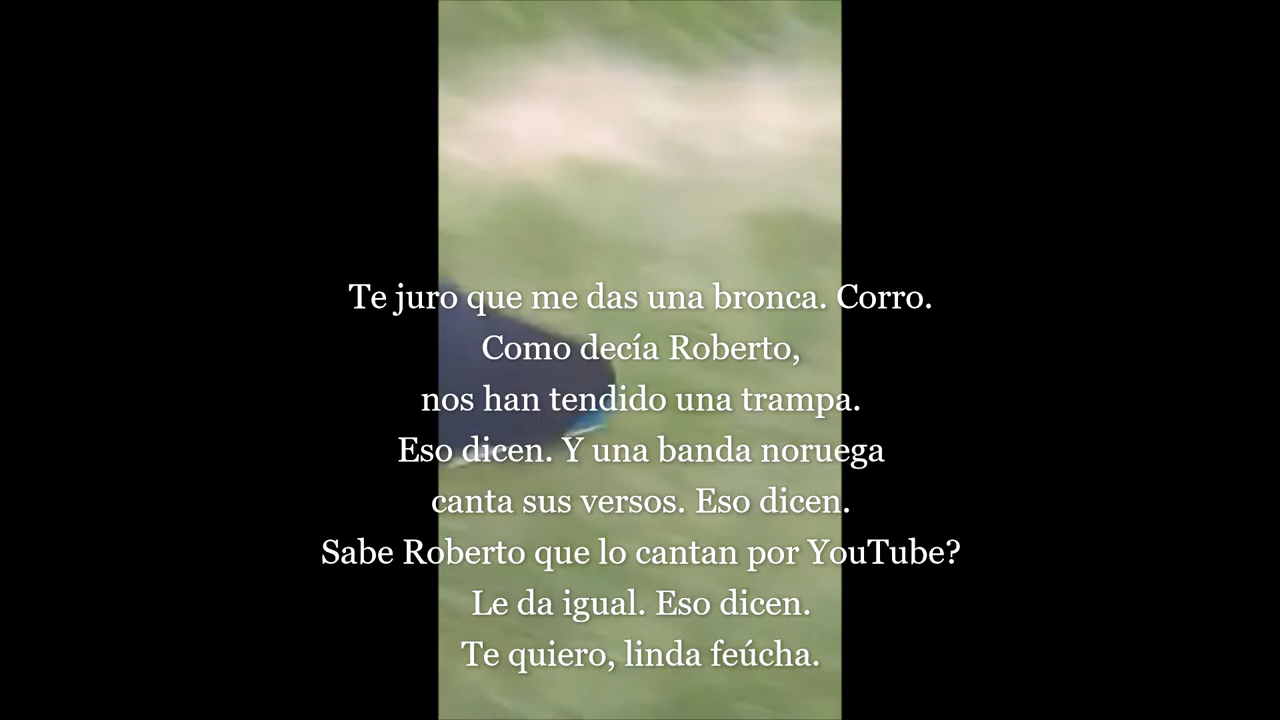 Te juro que me das una bronca. Corro.
Como decía Roberto,
nos han tendido una trampa.
Eso dicen. Y una banda noruega
canta sus versos. Eso dicen.
Sabe Roberto que lo cantan por YouTube?
Le da igual. Eso dicen.
Te quiero, linda feúcha.